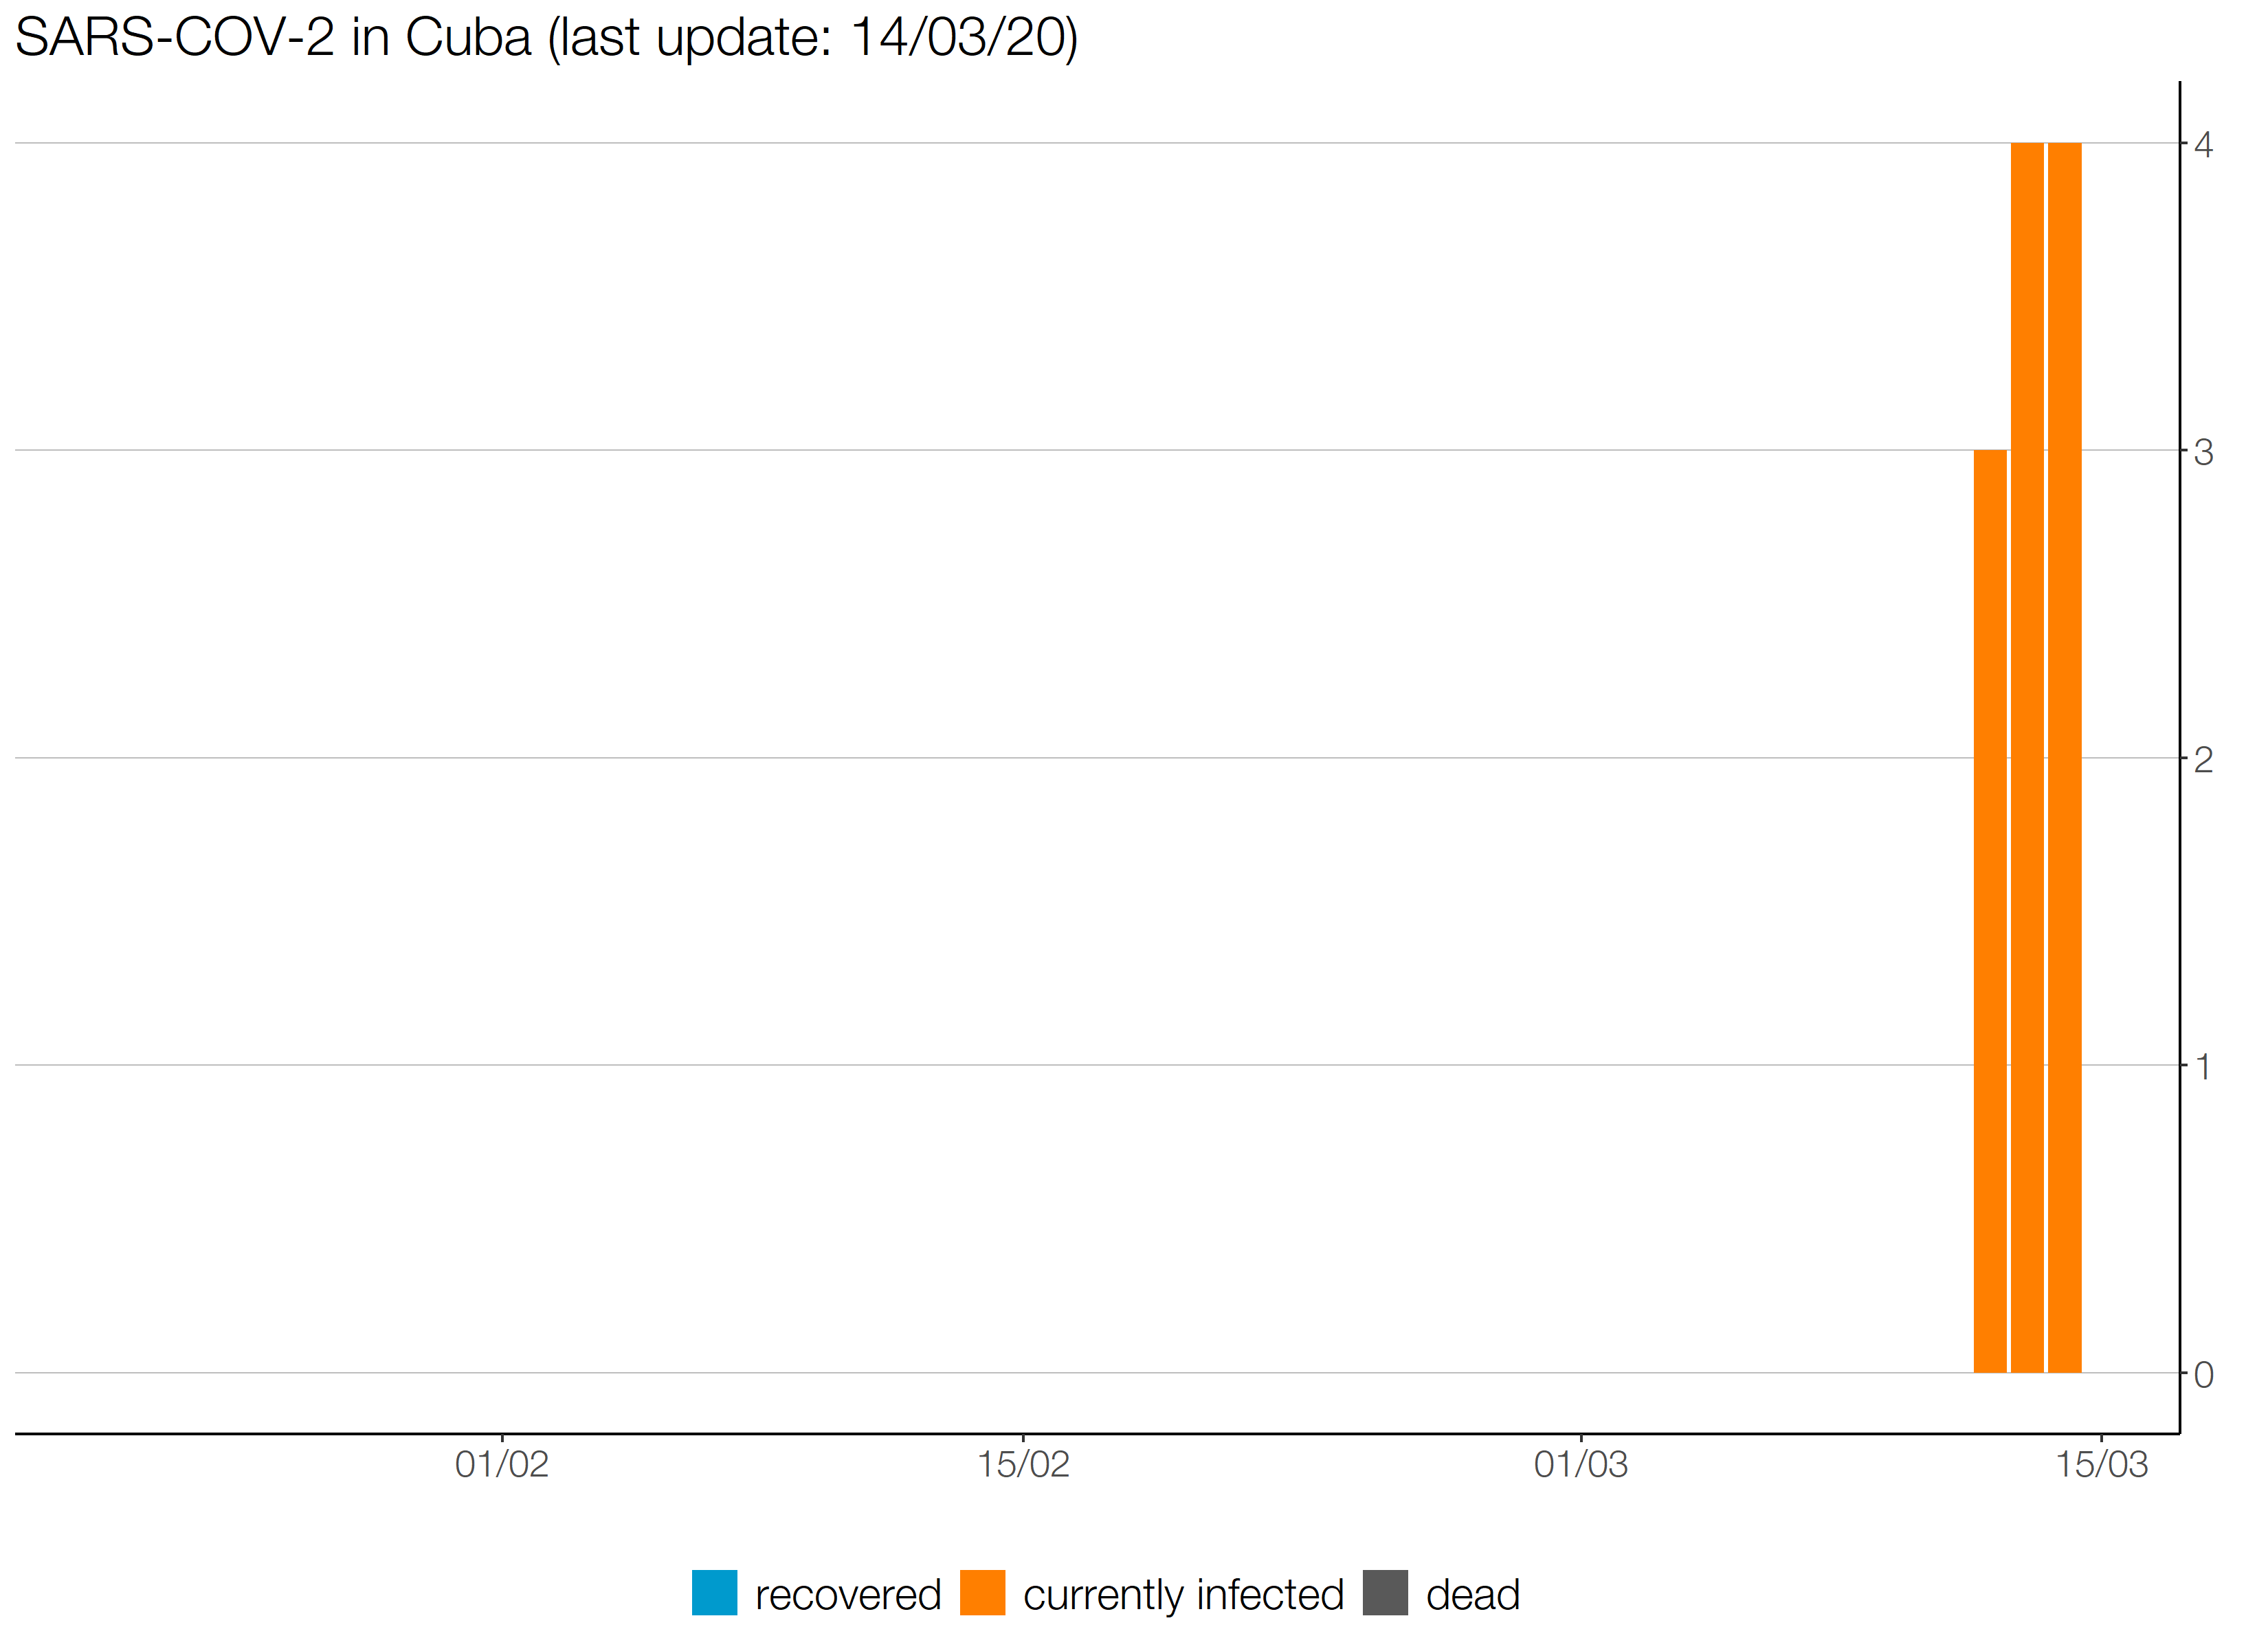 SARS-COV-2 in Cuba (last update: 14/03/20)
4
3
2
1
0
01/02 15/02 01/03 15/03
recovered currently infected dead